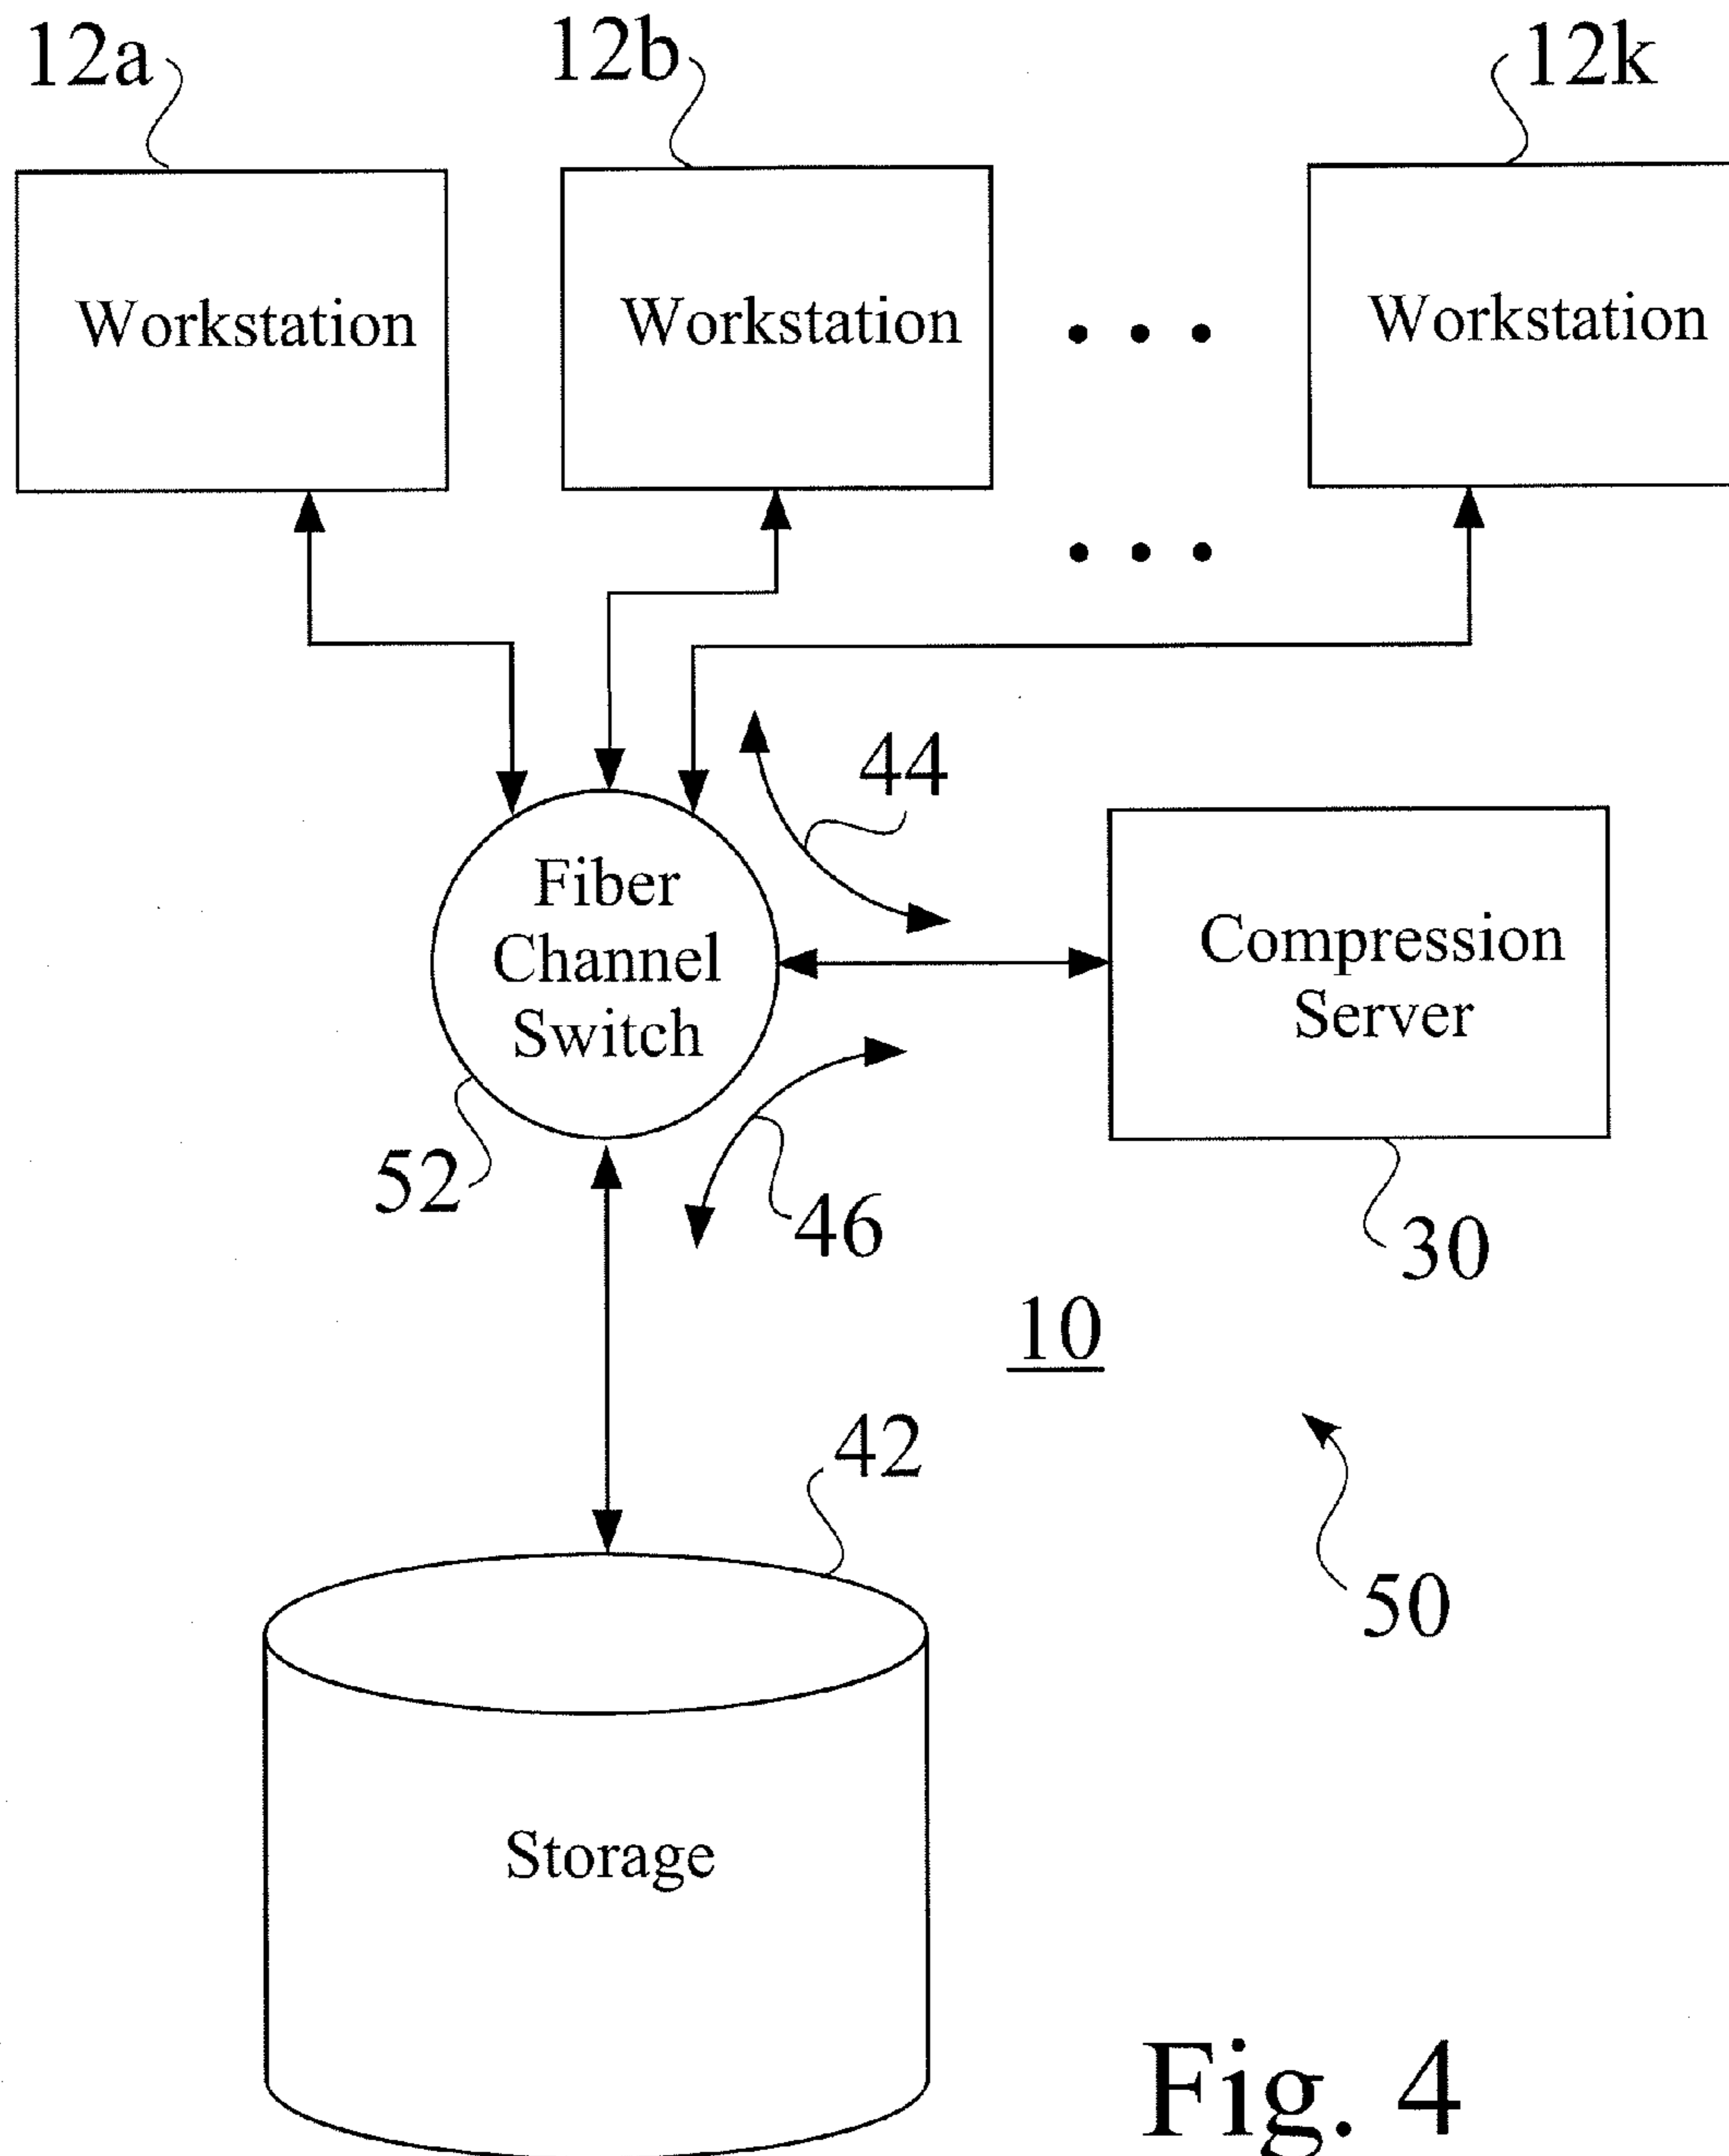 12a 12b 12k
Workstation Workstation Workstation
44
Fiber
Channel
Switch
Compression
Server
52
46
30
10
42
50
Storage
Fig. 4